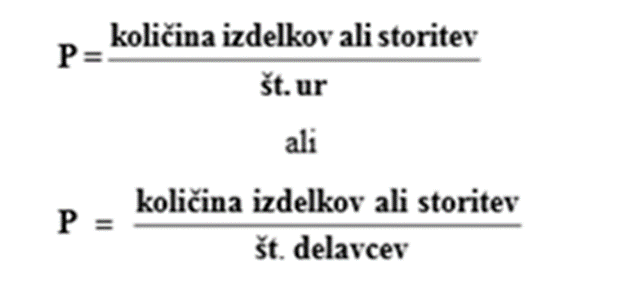 P = količina izdelkov ali storitev
št. ur
ali
P = količina izdelkov ali storitev
št. delavcev